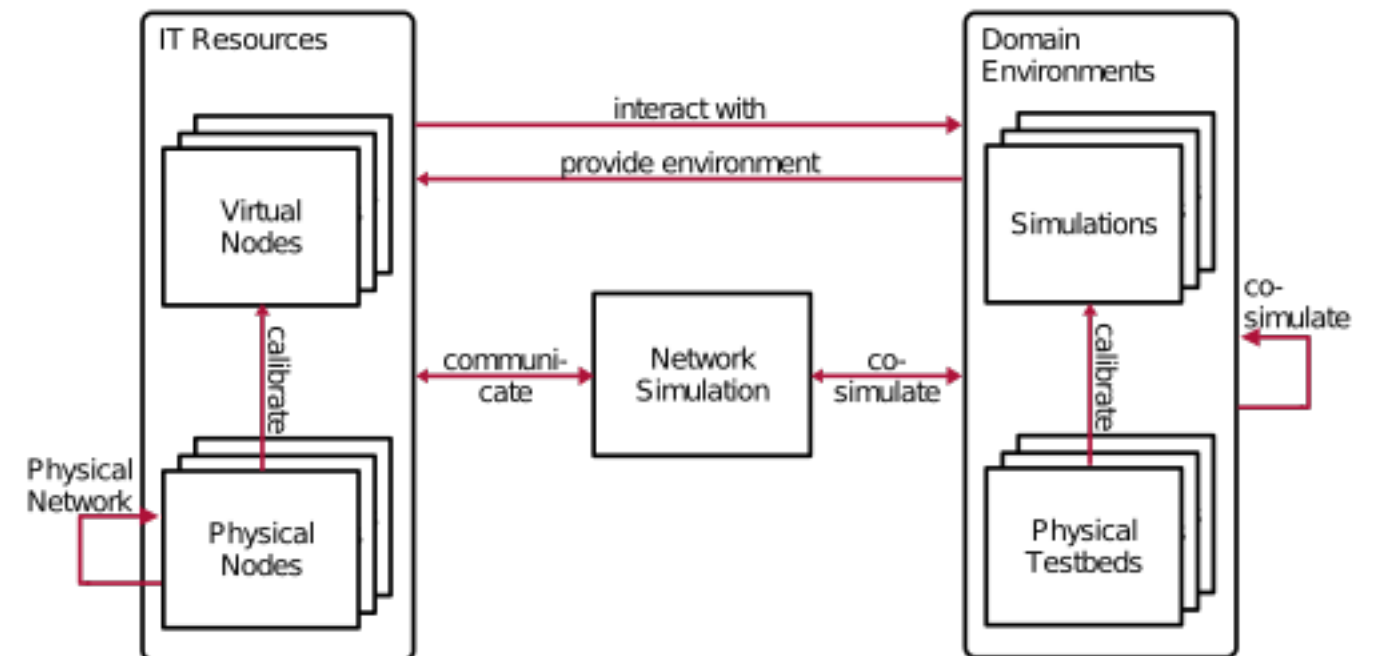 IT Resources
Domain
Environments
interact with
provide environment
Virtual
Nodes
Simulations
co-
simulate
calibrate
communi-
cate
Network
Simulation
co-
simulate
calibrate
Physical
Network
Physical
Nodes
Physical
Testbeds